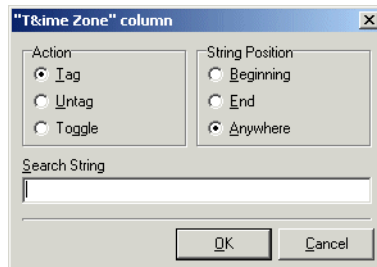 "T&ime Zone" column
Action
Tag
Untag
Toggle
String Position
Beginning
End
Anywhere
Search String
OK
Cancel